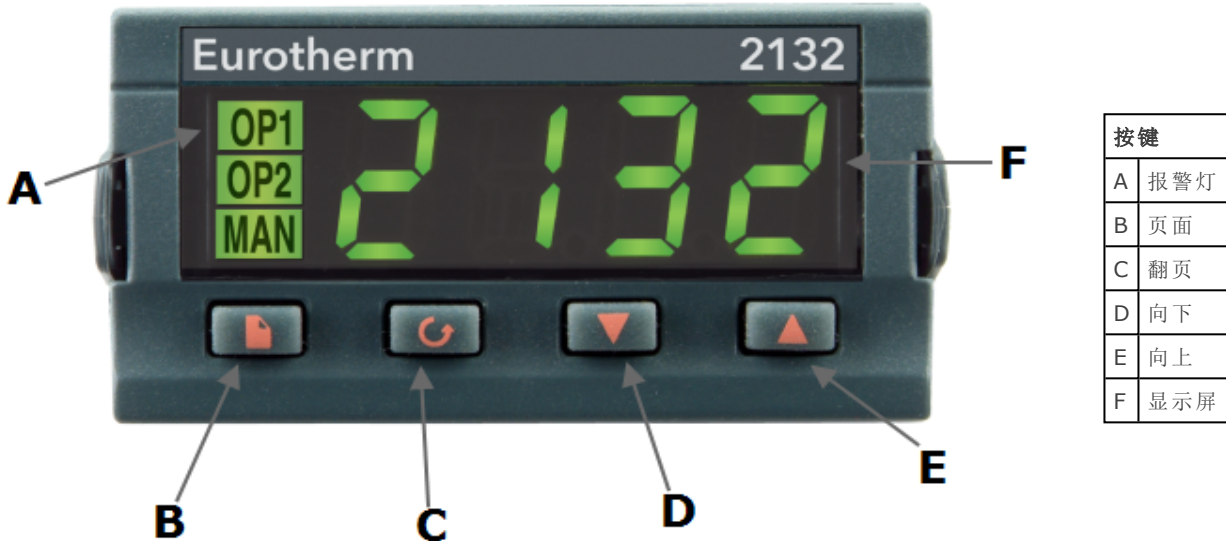 Eurotherm 2132
OP1
OP2
MAN
2132
A
B
C
D
E
F
按键
A 报警灯
B 页面
C 翻页
D 向下
E 向上
F 显示屏